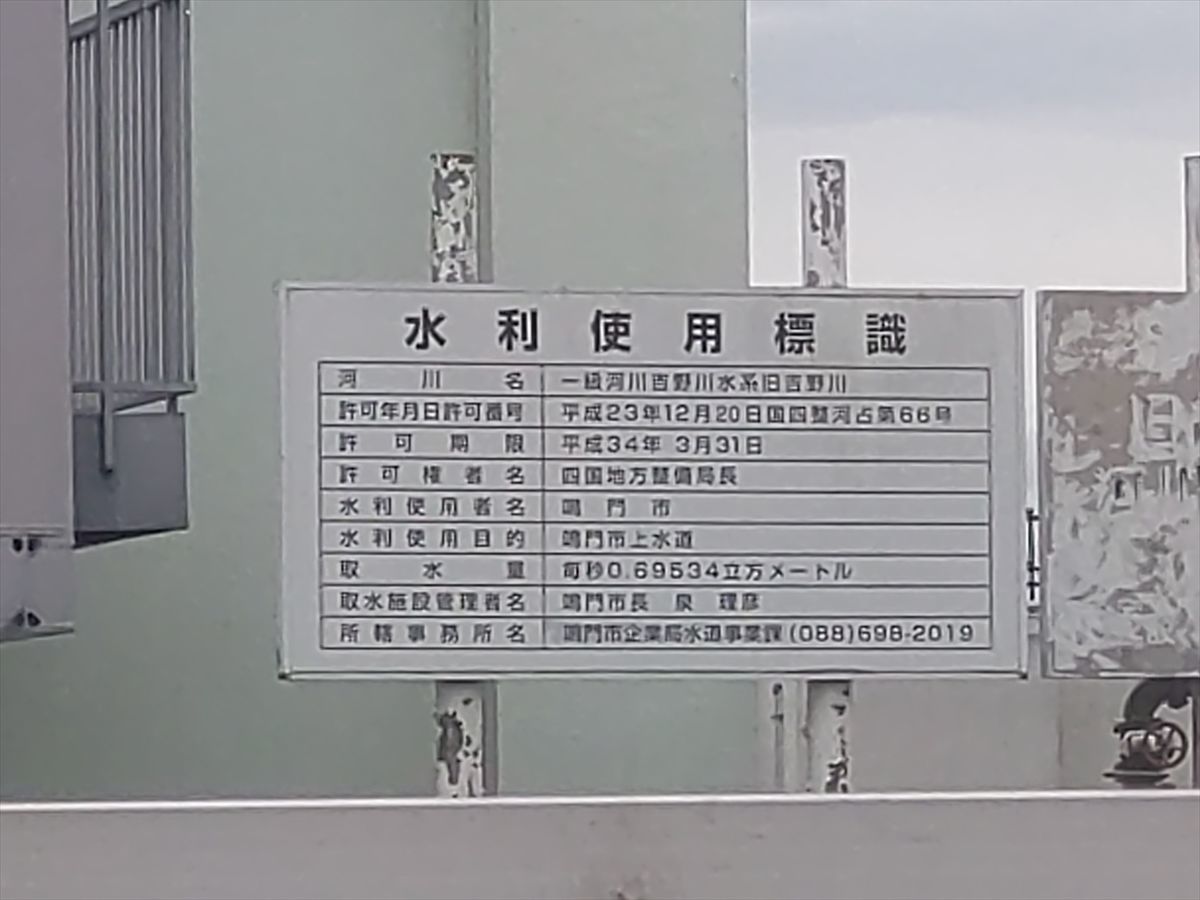 水利使用標識
河川名 一級河川吉野川水系旧吉野川
許可年月日許可番号 平成23年12月20日国四整河占第66号
許可期限 平成34年 3月31日
許可権者名 四国地方整備局長
水利使用者名 鳴門市
水利使用目的 鳴門市上水道
取水量 毎秒0.69534立方メートル
取水施設管理者名 鳴門市長 泉 理彦
所轄事務所名 鳴門市企業局水道事業課(088)698-2019